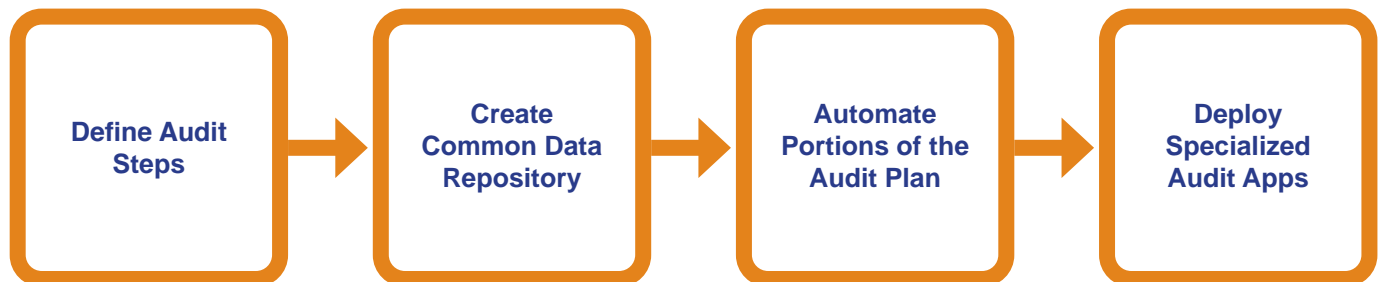 Define Audit
Steps
Create
Common Data
Repository
Automate
Portions of the
Audit Plan
Deploy
Specialized
Audit Apps